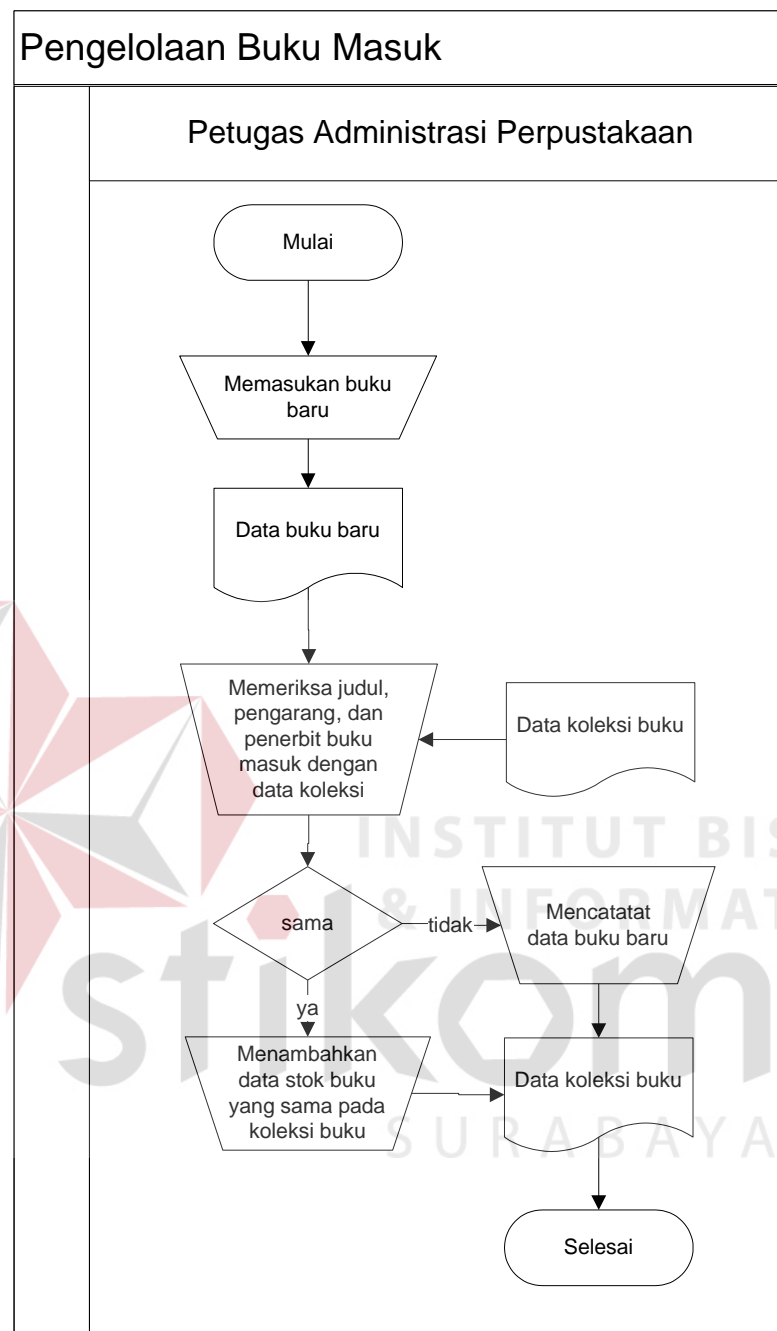 Pengelolaan Buku Masuk
Petugas Administrasi Perpustakaan
Mulai
Memasukan buku
baru
Data buku baru
Memeriksa judul,
pengarang, dan
penerbit buku
masuk dengan
data koleksi
Data koleksi buku
INSTITUT BIS
& INFORMAT
stikom
SURABAYA
sama
tidak
Mencatatat
data buku baru
ya
Menambahkan
data stok buku
yang sama pada
koleksi buku
Data koleksi buku
Selesai